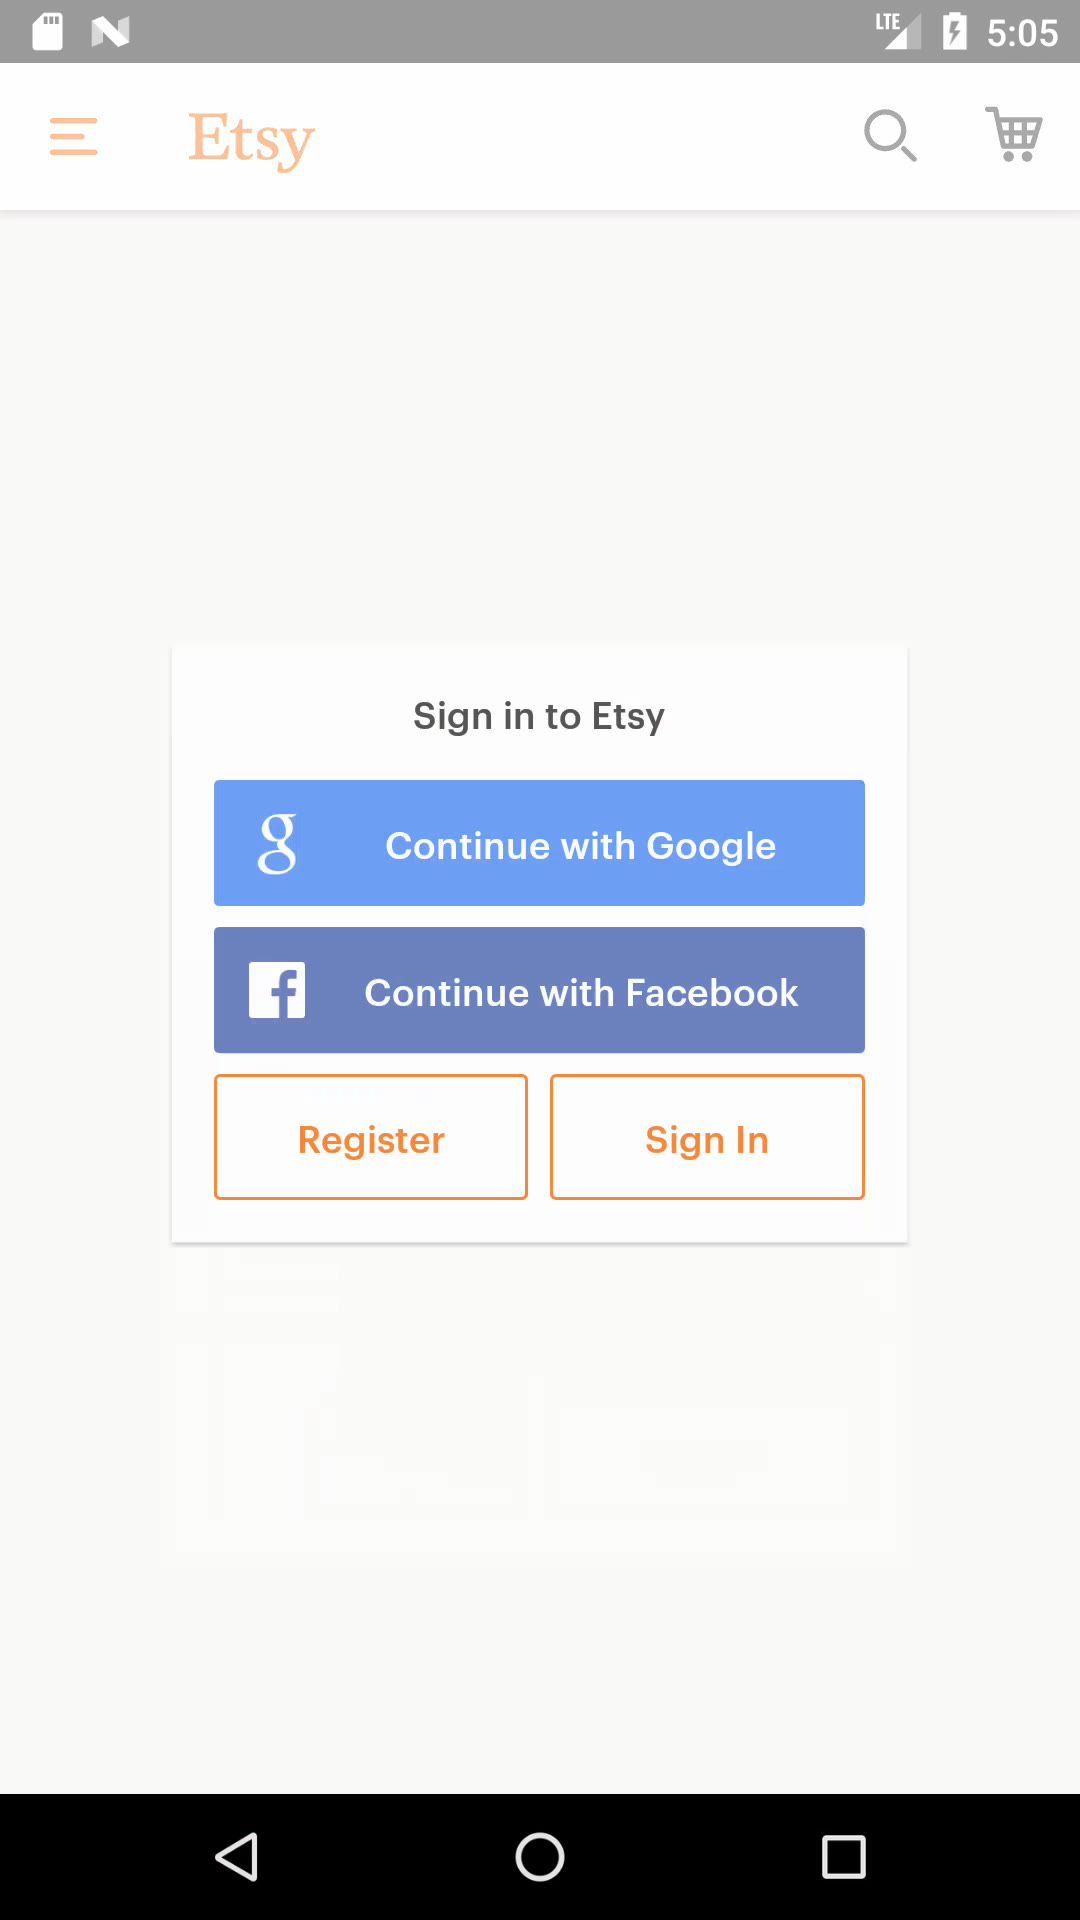 LTE 5:05
Etsy
Sign in to Etsy
g Continue with Google
f Continue with Facebook
Register Sign In